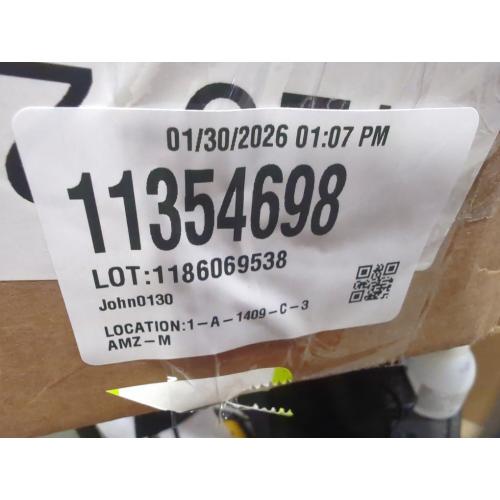 01/30/2026 01:07 PM
11354698
LOT:1186069538
John0130
LOCATION:1-A-1409-C-3
AMZ-M